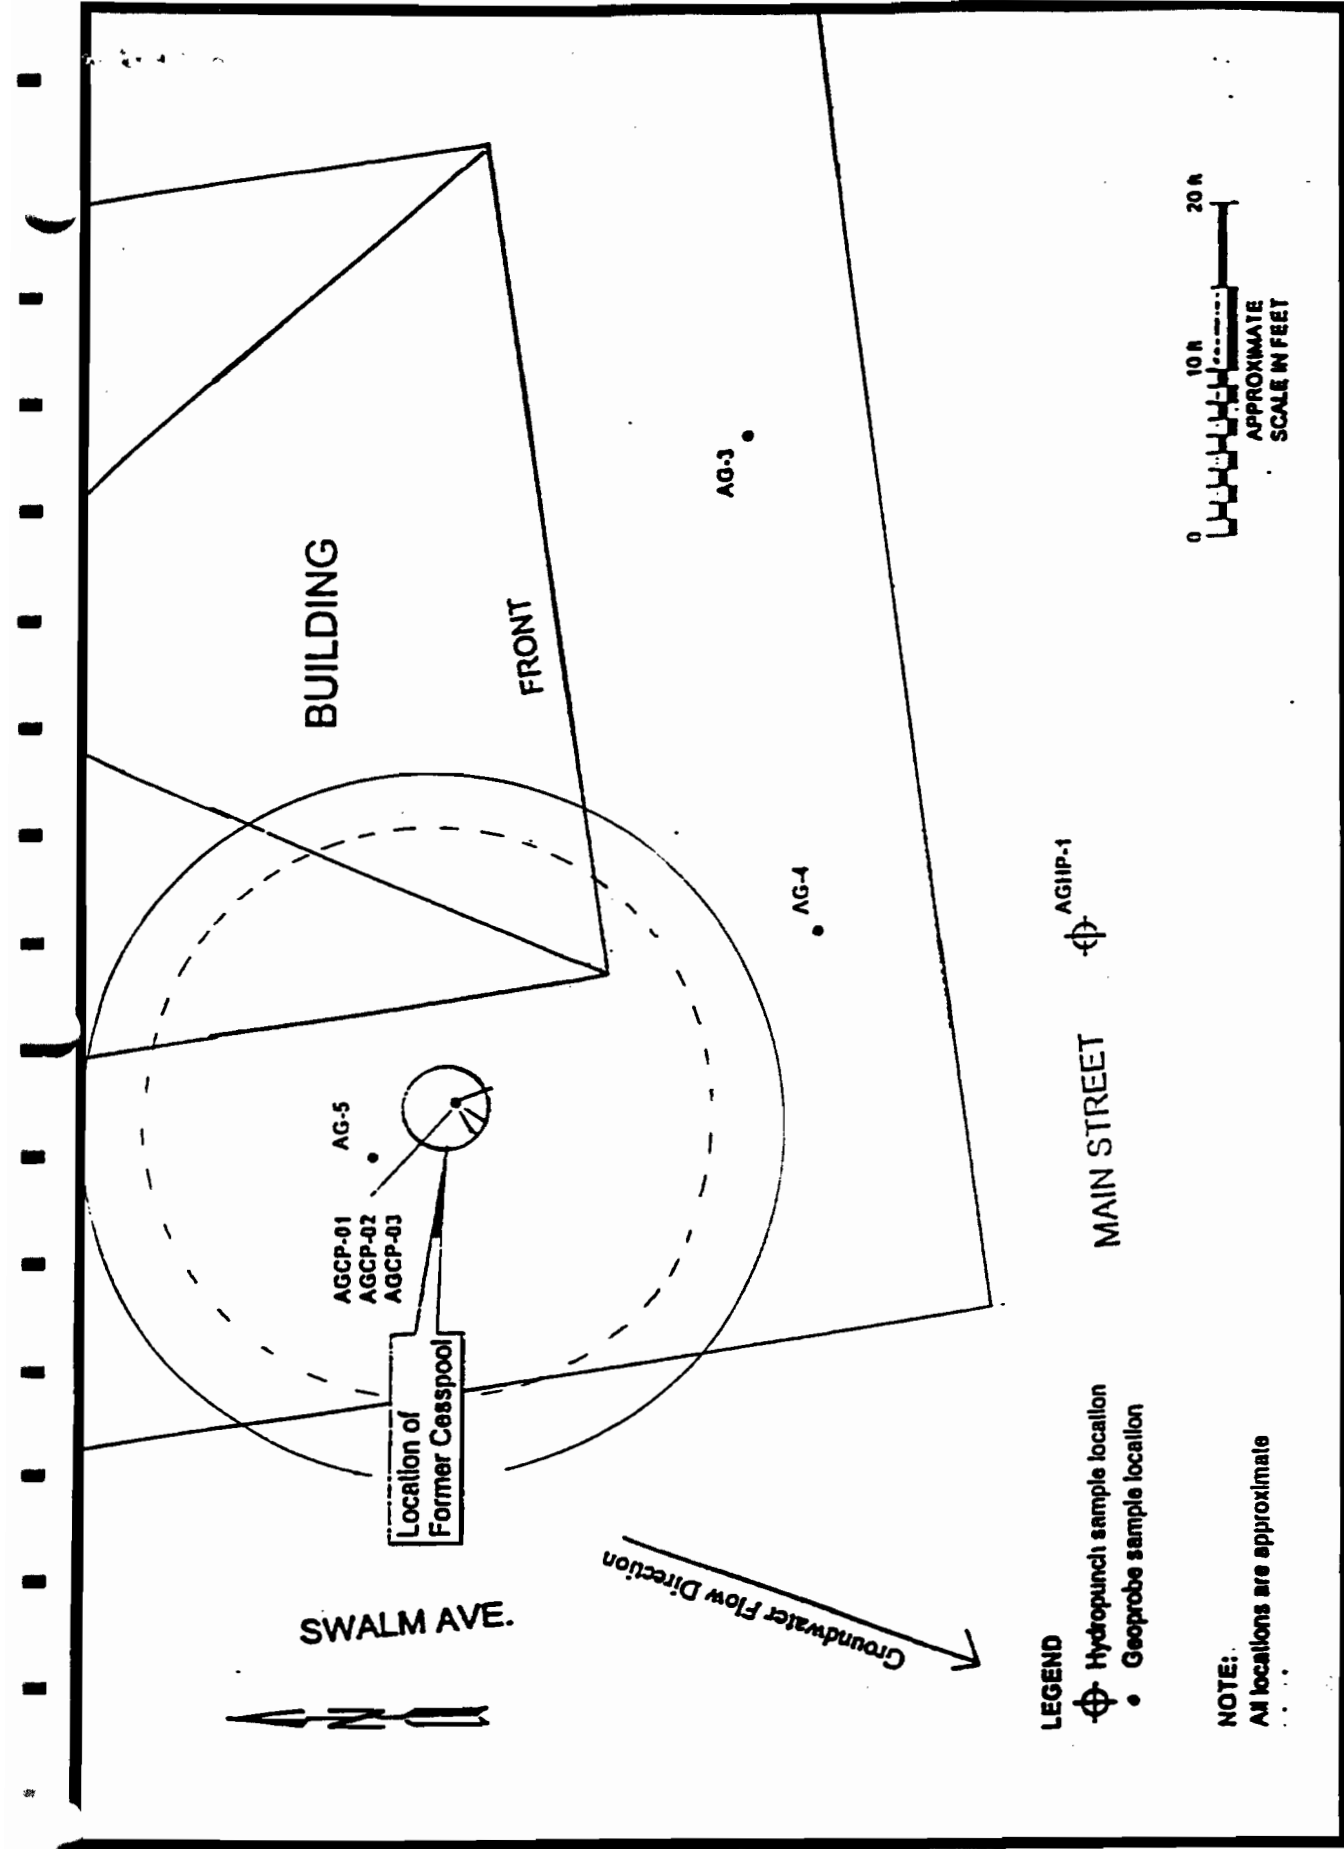 BUILDING
FRONT
AG-3
AG-4
AG-5
AGCP-01
AGCP-02
AGCP-03
Location of
Former Cesspool
AGHP-1
MAIN STREET
SWALM AVE.
Groundwater Flow Direction
N
0 10 ft 20 ft
APPROXIMATE
SCALE IN FEET
LEGEND
Hydropunch sample location
Geoprobe sample location
NOTE:
All locations are approximate